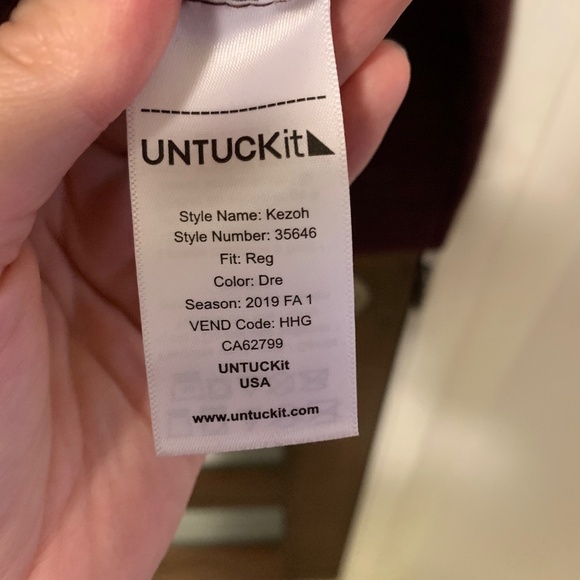 UNTUCKit
Style Name: Kezoh
Style Number: 35646
Fit: Reg
Color: Dre
Season: 2019 FA 1
VEND Code: HHG
CA62799
UNTUCKit
USA
www.untuckit.com